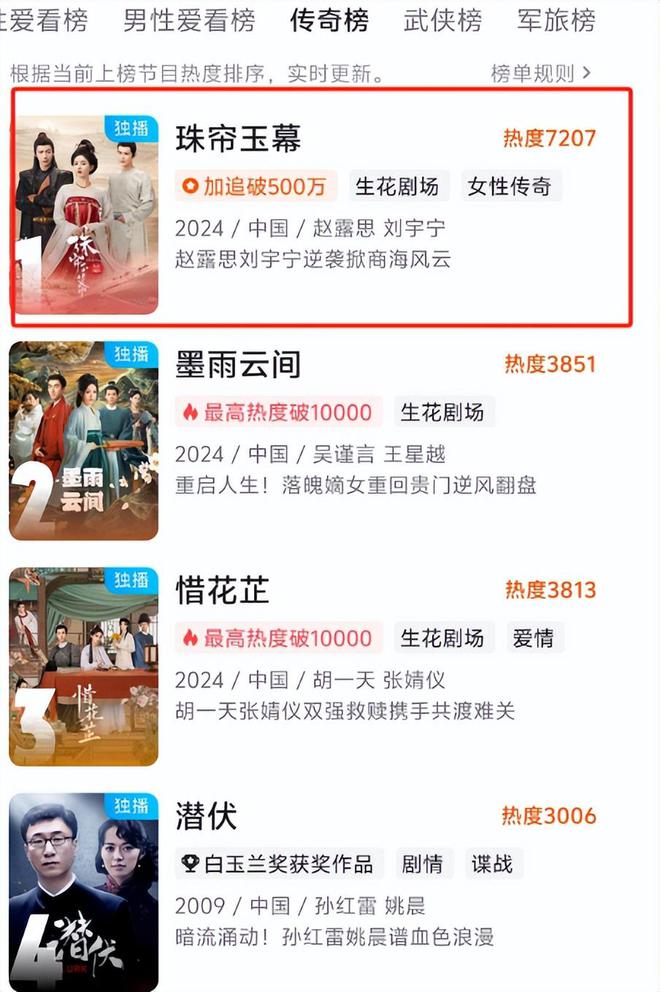 性爱看榜 男性爱看榜 传奇榜 武侠榜 军旅榜
根据当前上榜节目热度排序，实时更新。 榜单规则 >
独播
珠帘玉幕
热度7207
加追破500万 生花剧场 女性传奇
2024 / 中国 / 赵露思 刘宇宁
赵露思刘宇宁逆袭掀商海风云
珠帘玉幕
1
独播
墨雨云间
热度3851
最高热度破10000 生花剧场
2024 / 中国 / 吴谨言 王星越
重启人生！落魄嫡女重回贵门逆风翻盘
墨雨
云间
2
独播
惜花芷
热度3813
最高热度破10000 生花剧场 爱情
2024 / 中国 / 胡一天 张婧仪
胡一天张婧仪双强救赎携手共渡难关
惜花芷
3
独播
潜伏
热度3006
白玉兰奖获奖作品 剧情 谍战
2009 / 中国 / 孙红雷 姚晨
暗流涌动！孙红雷姚晨谱血色浪漫
潜伏
LURK
4